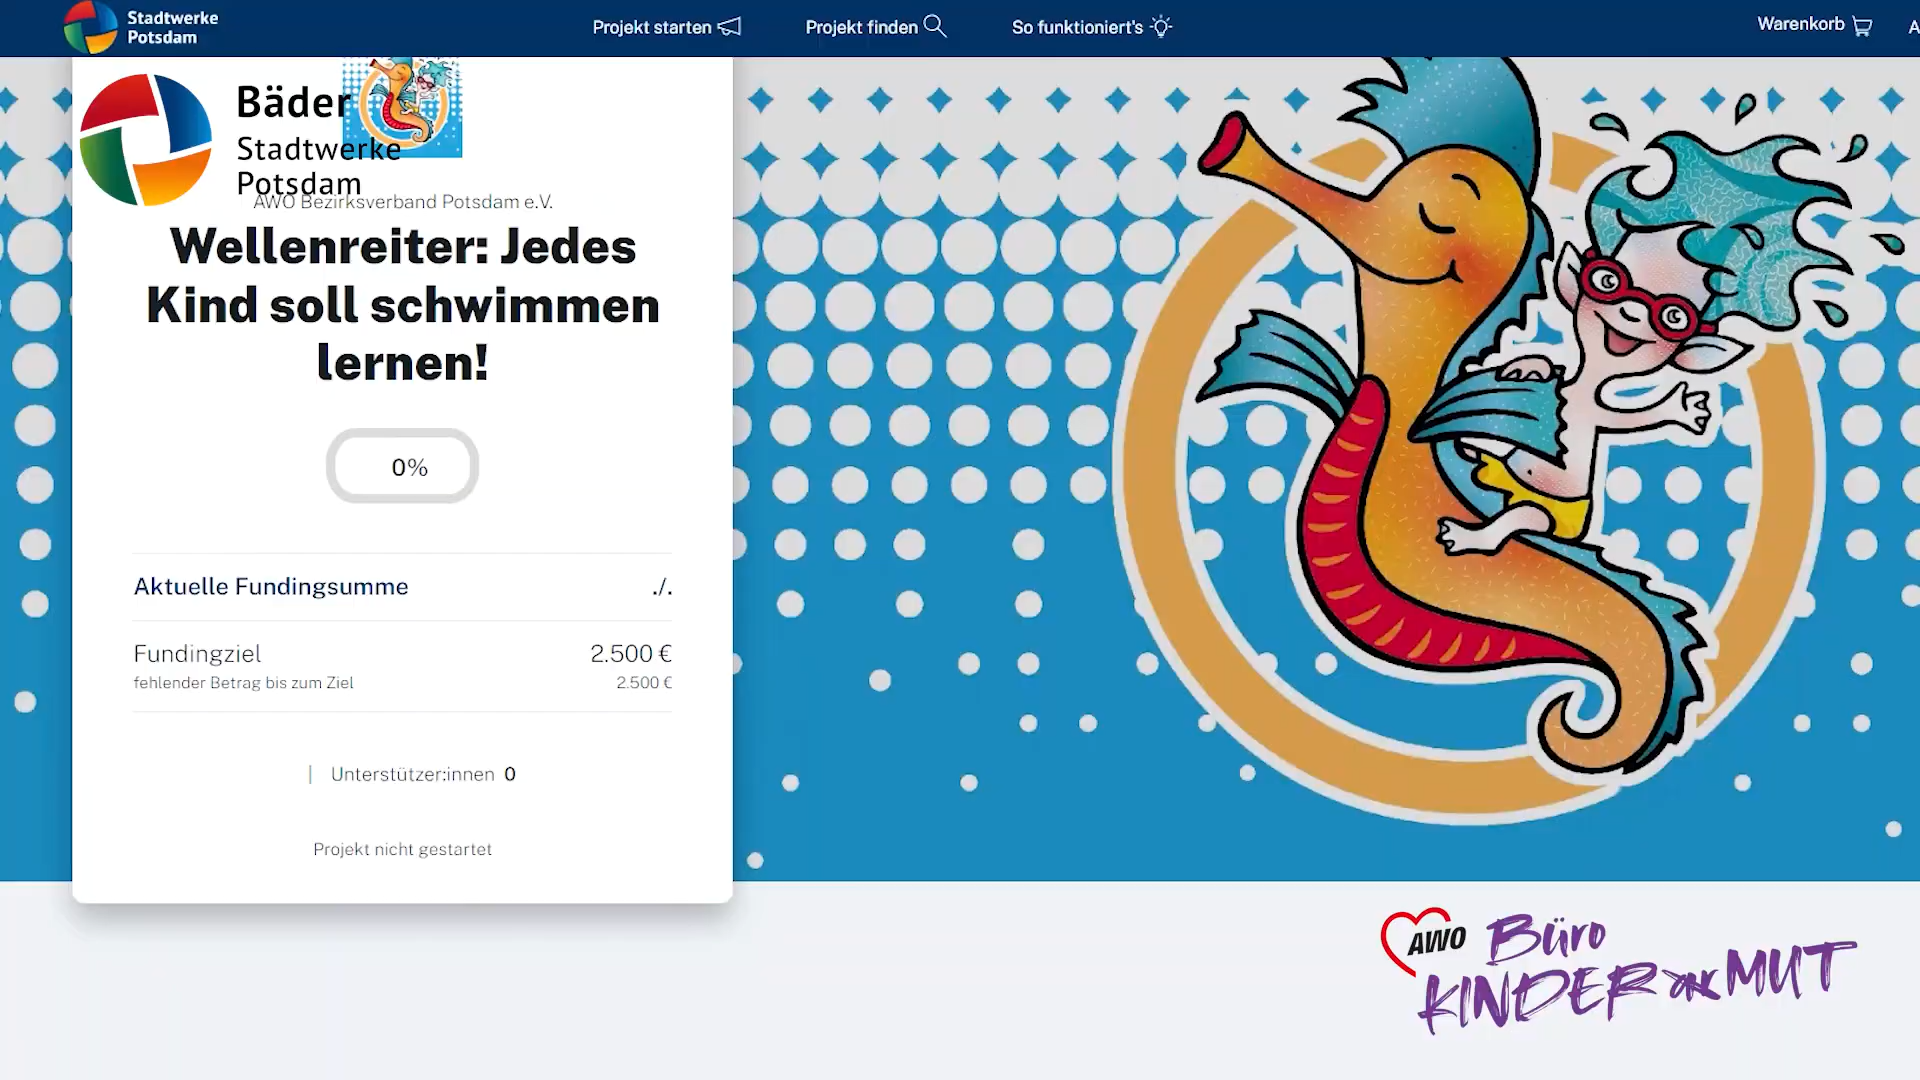 Stadtwerke
Potsdam
Projekt starten
Projekt finden
So funktioniert's
Warenkorb
A
Bäder
Stadtwerke
Potsdam
AWO Bezirksverband Potsdam e.V.
Wellenreiter: Jedes
Kind soll schwimmen
lernen!
0%
Aktuelle Fundingsumme ./.
Fundingziel 2.500 €
fehlender Betrag bis zum Ziel 2.500 €
| Unterstützer:innen 0
Projekt nicht gestartet
AWO Büro
KINDER MUT